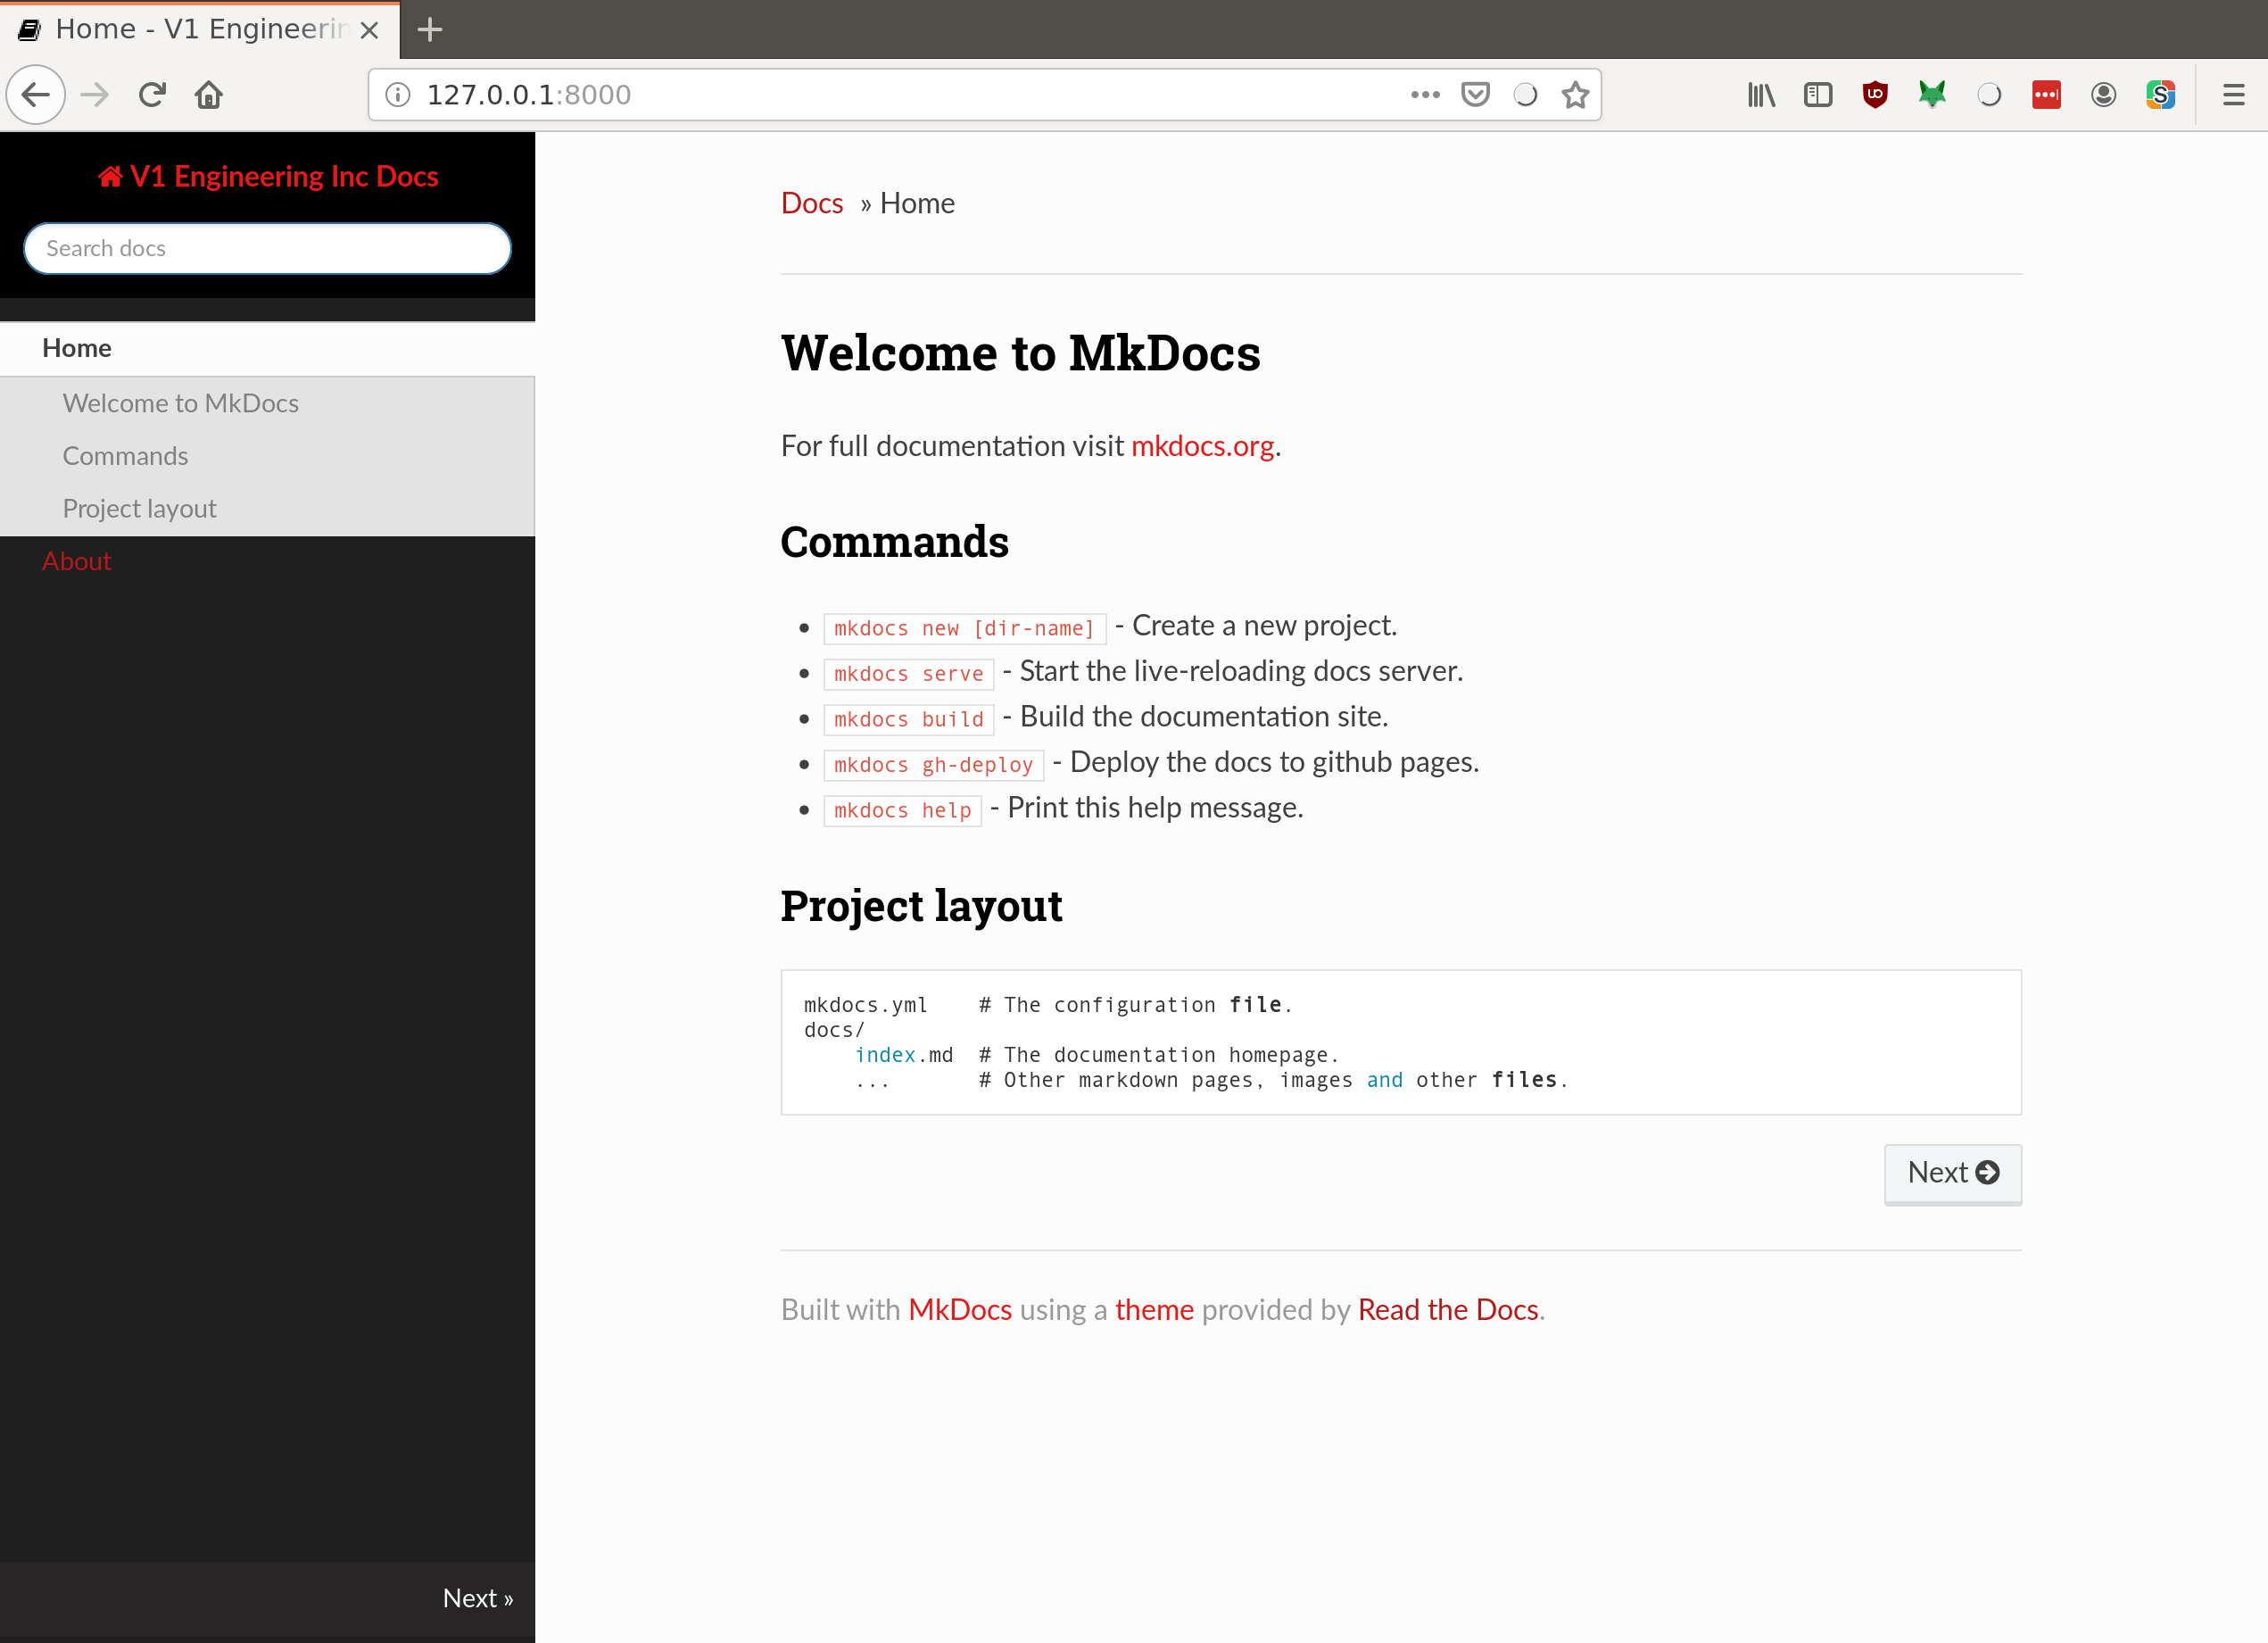 Home - V1 Engineerin
127.0.0.1:8000
V1 Engineering Inc Docs
Search docs
Home
Welcome to MkDocs
Commands
Project layout
About
Next »
Docs » Home
Welcome to MkDocs
For full documentation visit mkdocs.org.
Commands
mkdocs new [dir-name] - Create a new project.
mkdocs serve - Start the live-reloading docs server.
mkdocs build - Build the documentation site.
mkdocs gh-deploy - Deploy the docs to github pages.
mkdocs help - Print this help message.
Project layout
mkdocs.yml    # The configuration file.
docs/
    index.md  # The documentation homepage.
    ...       # Other markdown pages, images and other files.
Next
Built with MkDocs using a theme provided by Read the Docs.